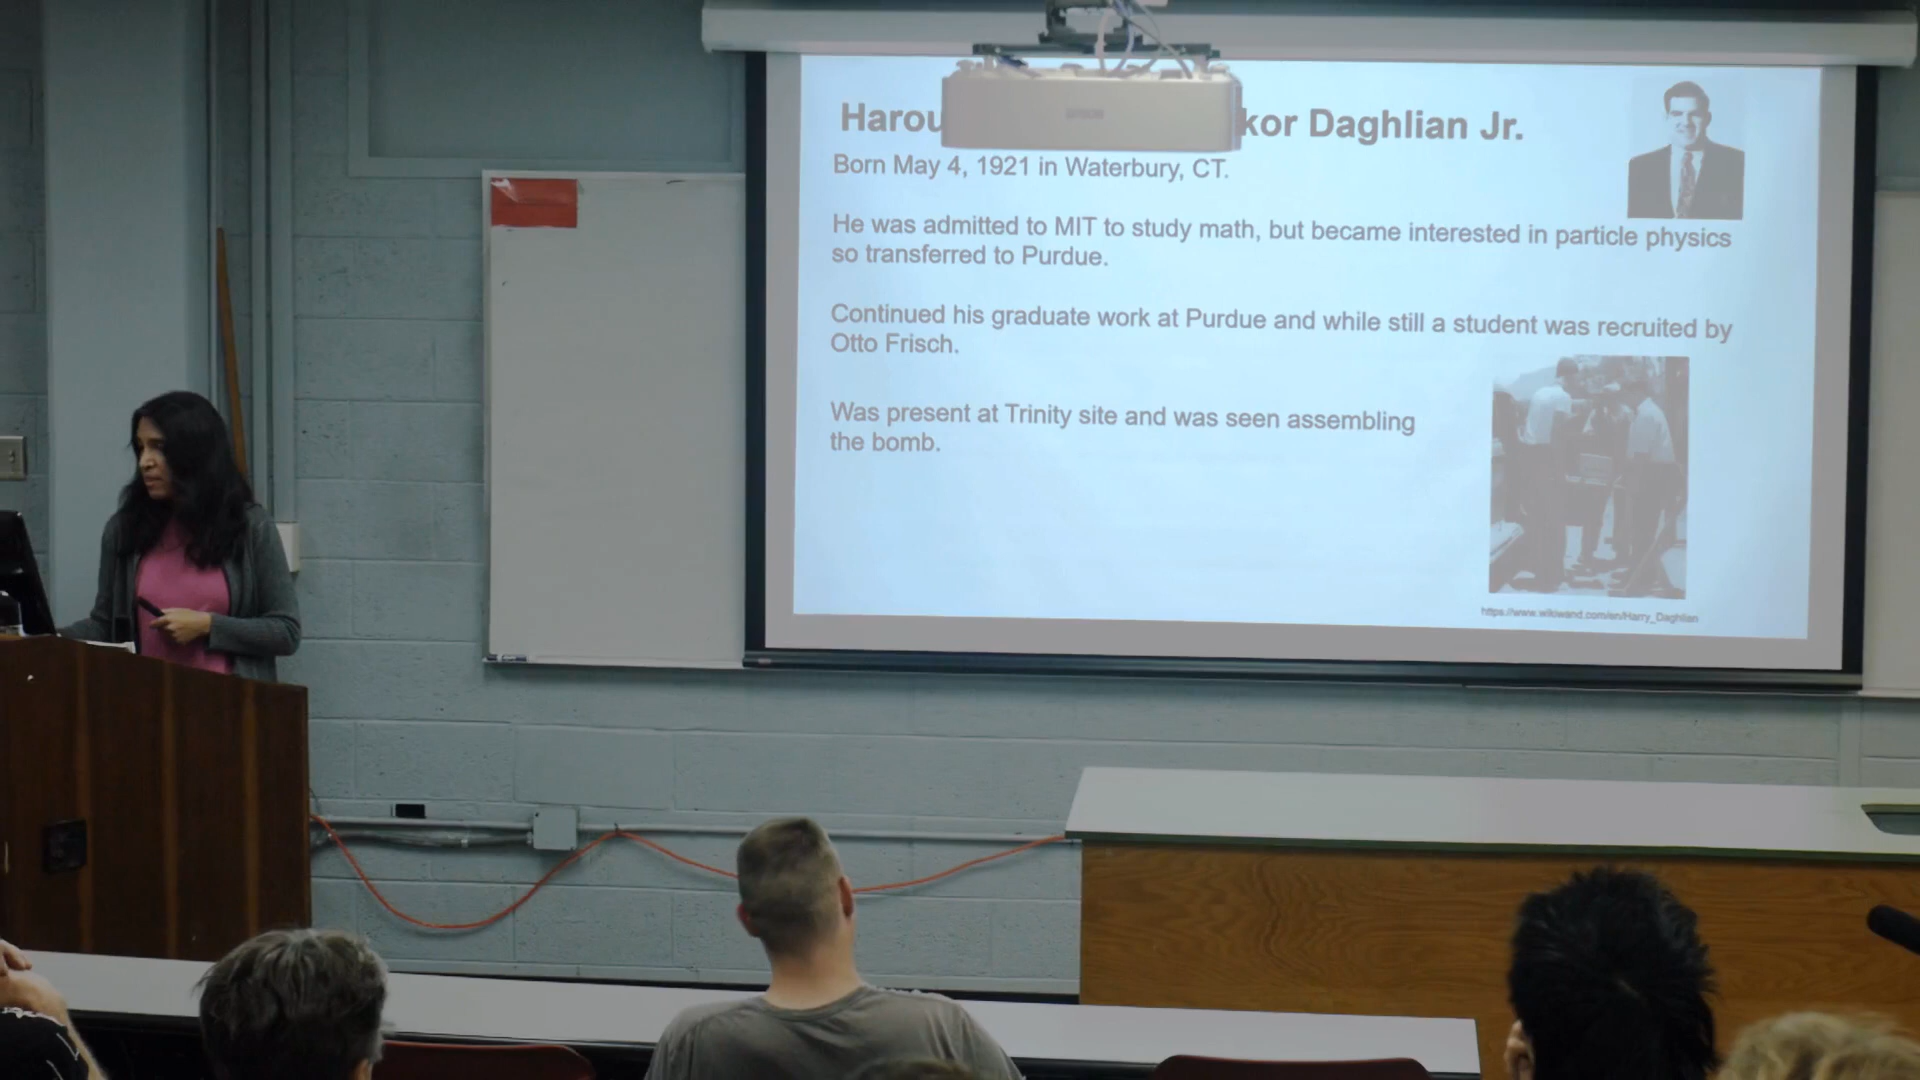 Harou kor Daghlian Jr.
Born May 4, 1921 in Waterbury, CT.
He was admitted to MIT to study math, but became interested in particle physics
so transferred to Purdue.
Continued his graduate work at Purdue and while still a student was recruited by
Otto Frisch.
Was present at Trinity site and was seen assembling
the bomb.
https://www.wikiwand.com/en/Harry_Daghlian